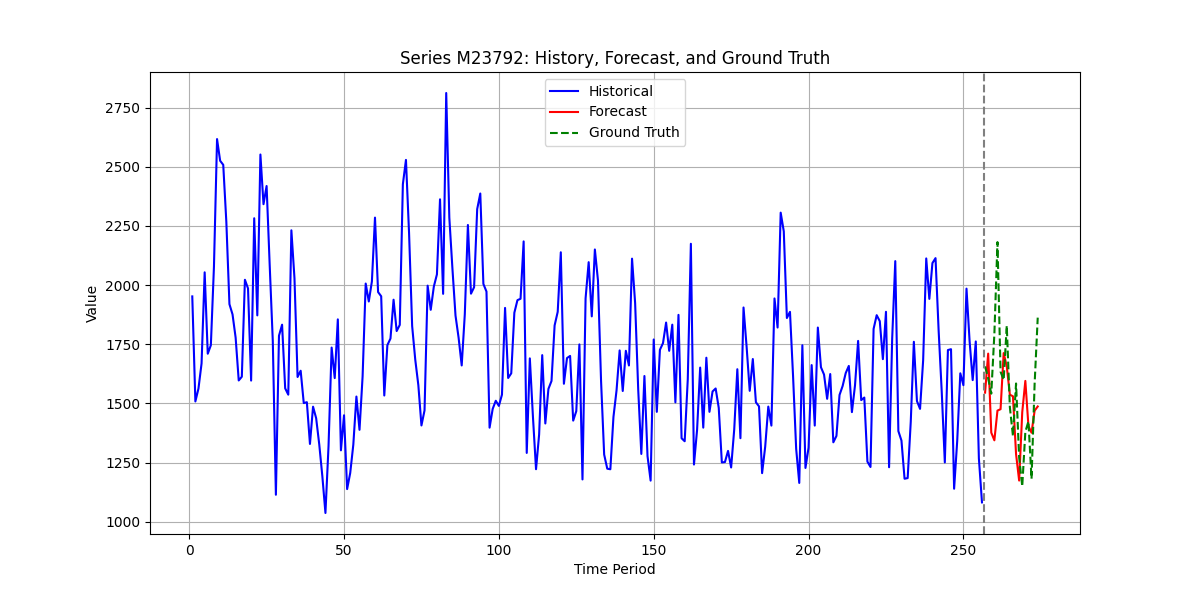 Series M23792: History, Forecast, and Ground Truth
Historical
Forecast
Ground Truth
Value
2750
2500
2250
2000
1750
1500
1250
1000
0
50
100
150
200
250
Time Period